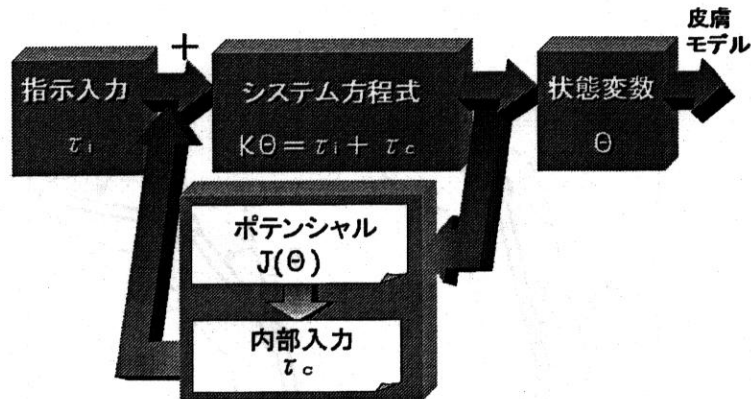 皮膚
モデル
+
指示入力
τi
システム方程式
KΘ=τi+τc
状態変数
Θ
ポテンシャル
J(Θ)
内部入力
τc